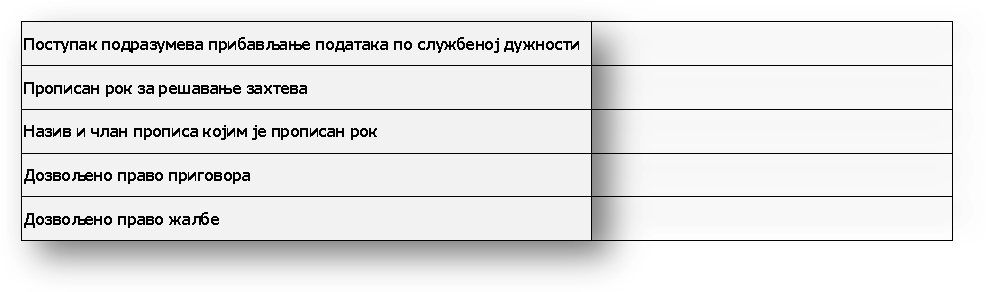 Поступак подразумева прибављање података по службеној дужности
Прописан рок за решавање захтева
Назив и члан прописа којим је прописан рок
Дозвољено право приговора
Дозвољено право жалбе